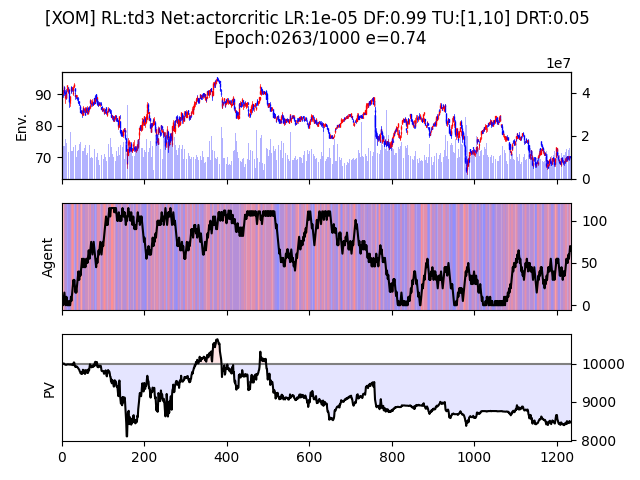 [XOM] RL:td3 Net:actorcritic LR:1e-05 DF:0.99 TU:[1,10] DRT:0.05
Epoch:0263/1000 e=0.74
1e7
Env.
90
80
70
4
2
0
Agent
100
50
0
PV
10000
9000
8000
0 200 400 600 800 1000 1200